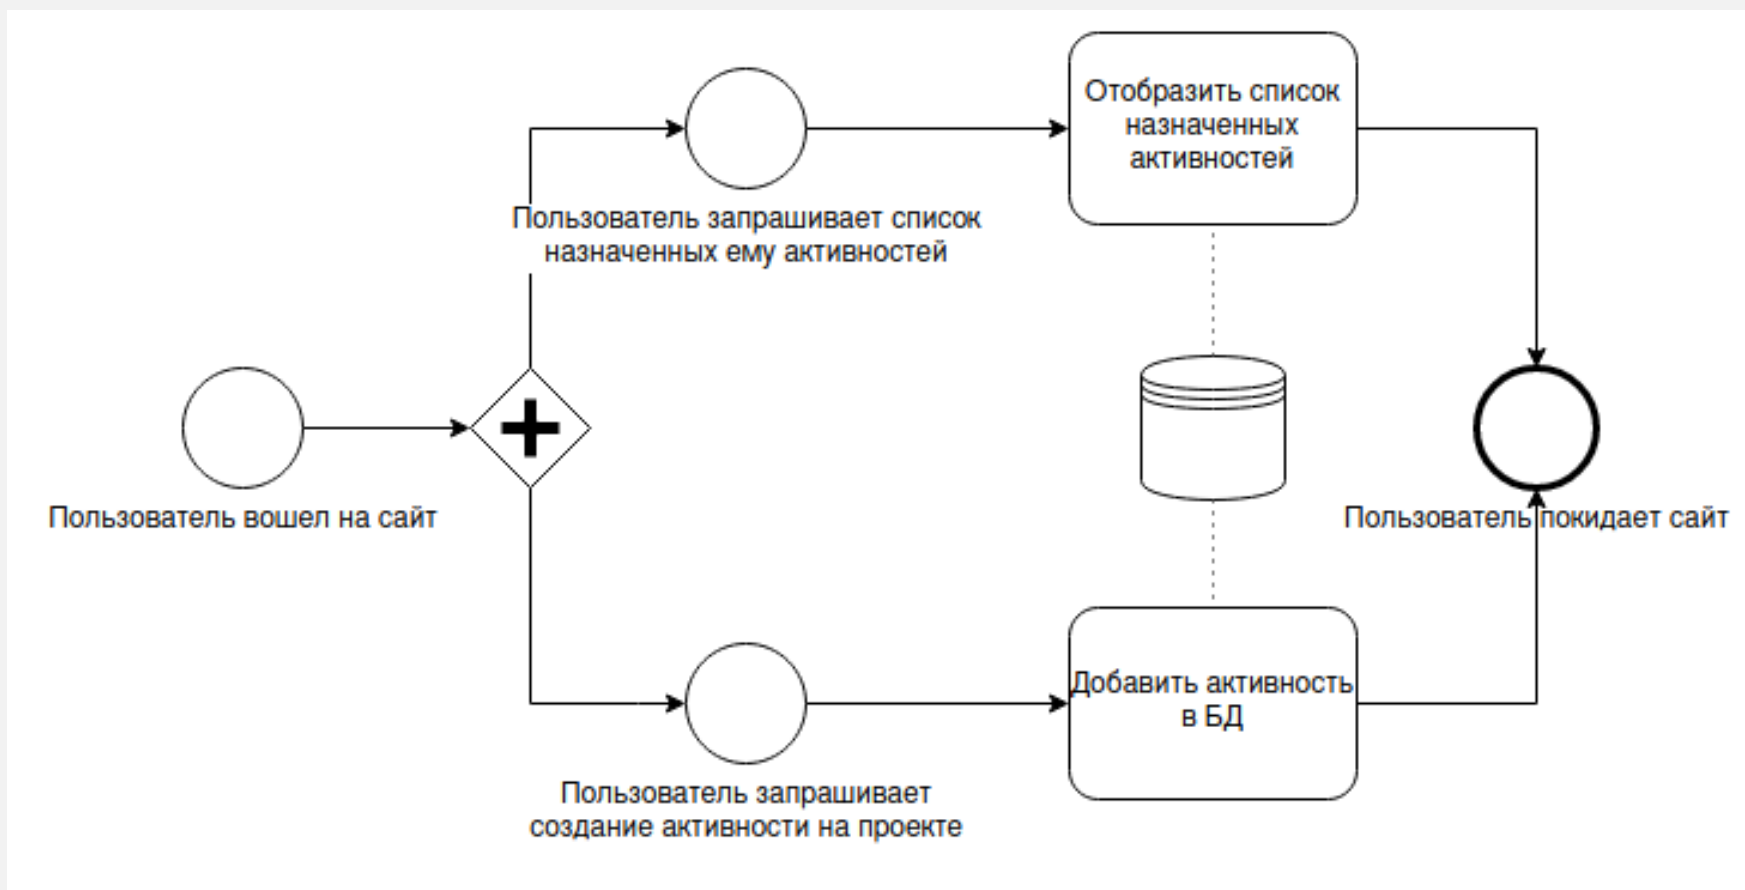 Отобразить список
назначенных
активностей
Пользователь запрашивает список
назначенных ему активностей
Пользователь вошел на сайт
Пользователь покидает сайт
Добавить активность
в БД
Пользователь запрашивает
создание активности на проекте